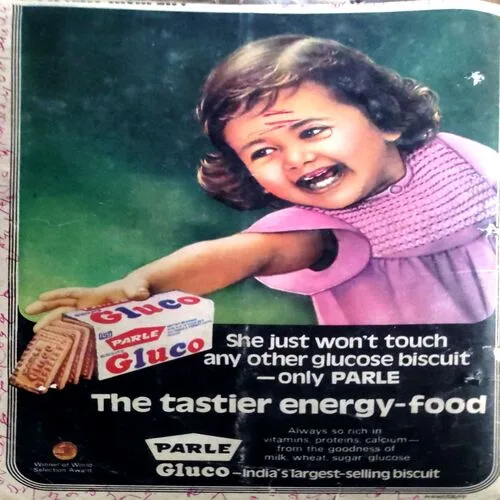 Gluco
PARLE
Gluco
She just won't touch
any other glucose biscuit
—only PARLE
The tastier energy-food
Always so rich in
vitamins, proteins, calcium—
from the goodness of
milk, wheat, sugar, glucose
PARLE
Gluco—India's largest-selling biscuit
Winner of World
Selection Award